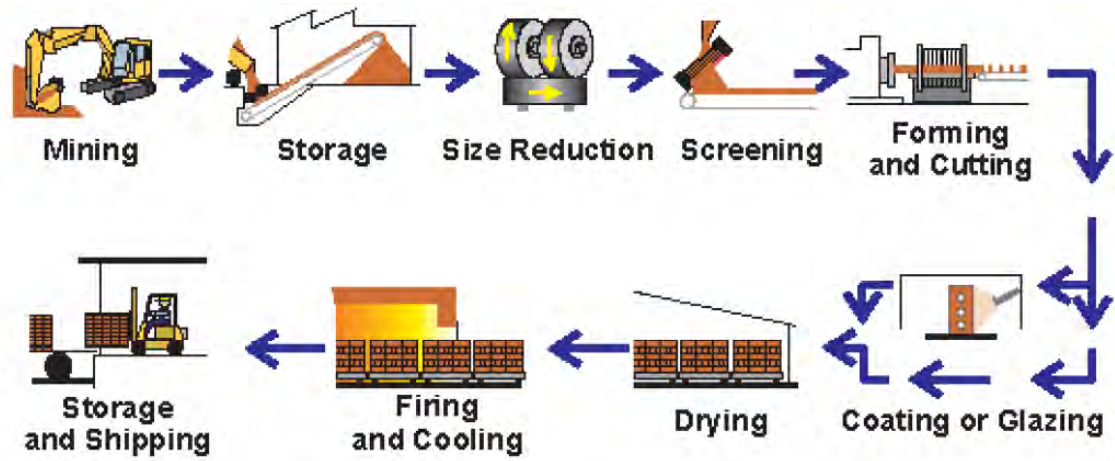 Mining
Storage
Size Reduction
Screening
Forming
and Cutting
Coating or Glazing
Drying
Firing
and Cooling
Storage
and Shipping